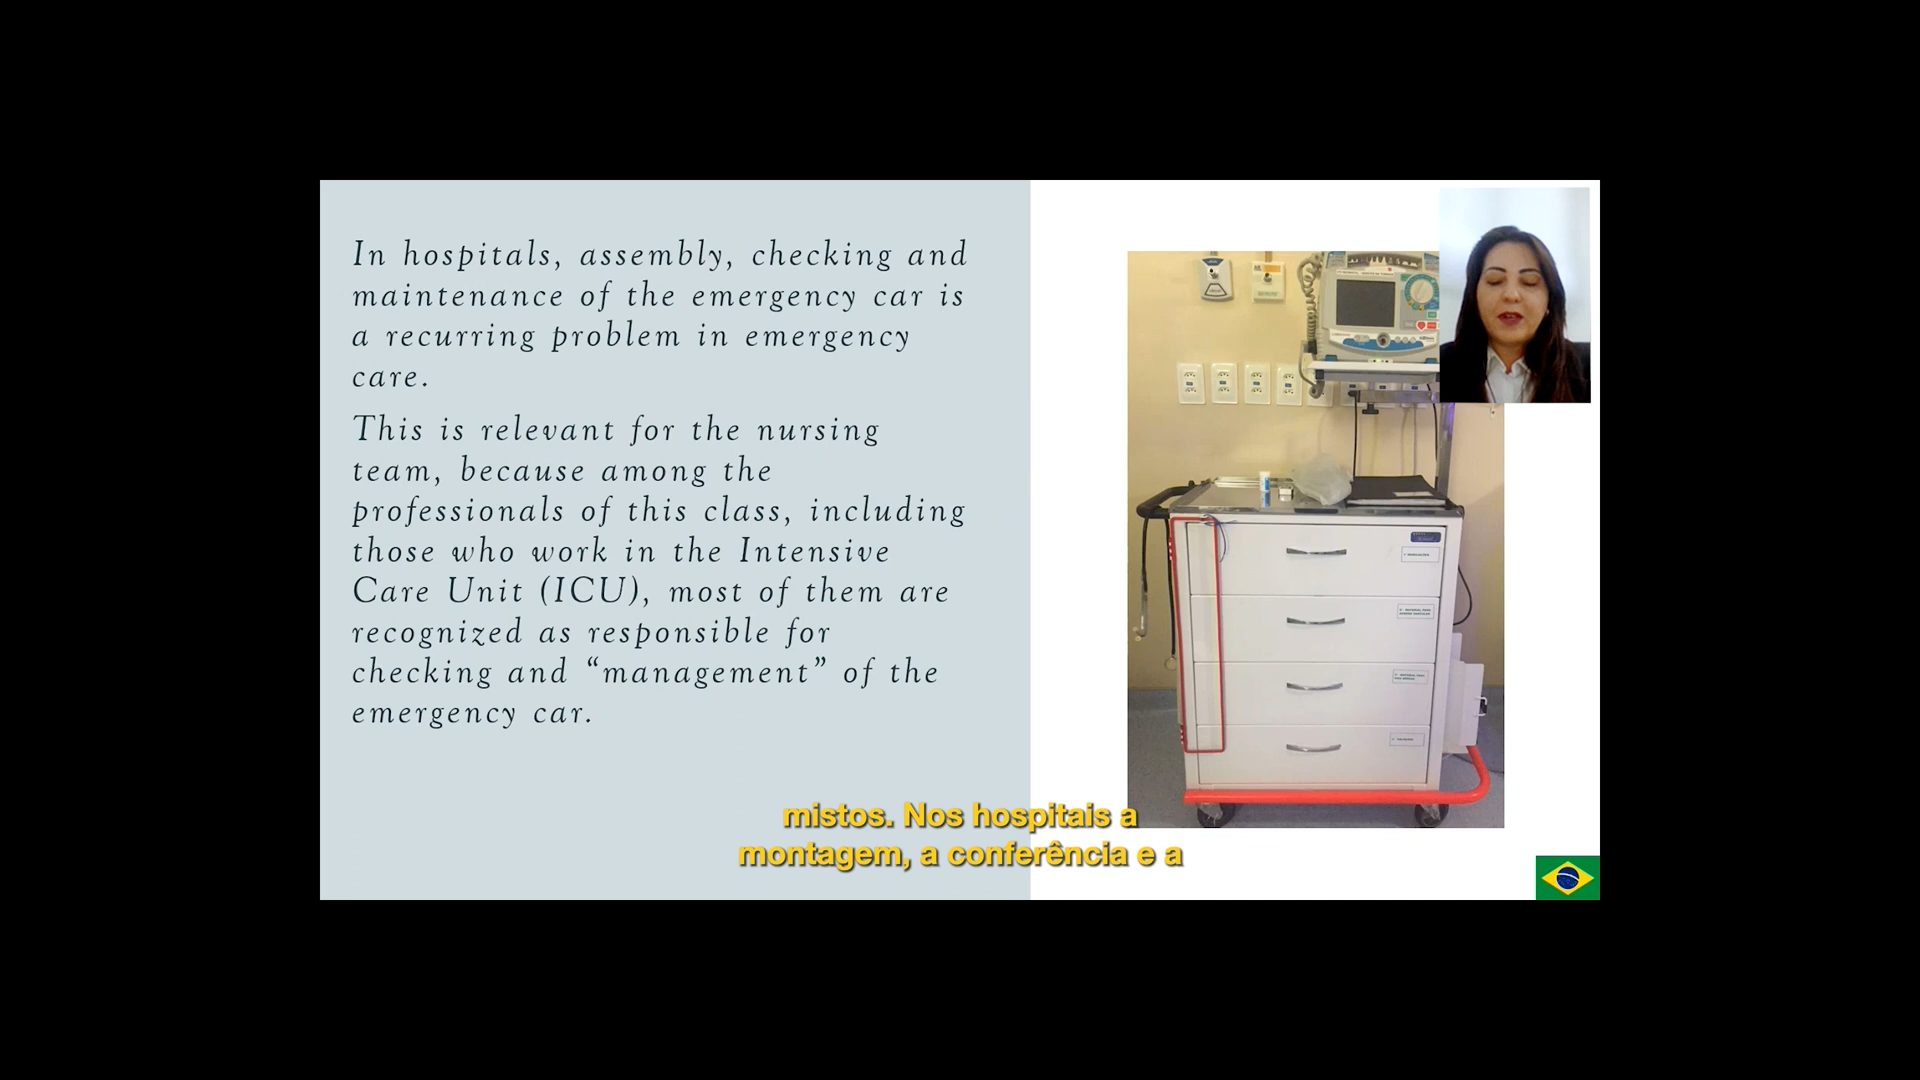 In hospitals, assembly, checking and
maintenance of the emergency car is
a recurring problem in emergency
care.
This is relevant for the nursing
team, because among the
professionals of this class, including
those who work in the Intensive
Care Unit (ICU), most of them are
recognized as responsible for
checking and “management” of the
emergency car.
mistos. Nos hospitais a
montagem, a conferência e a